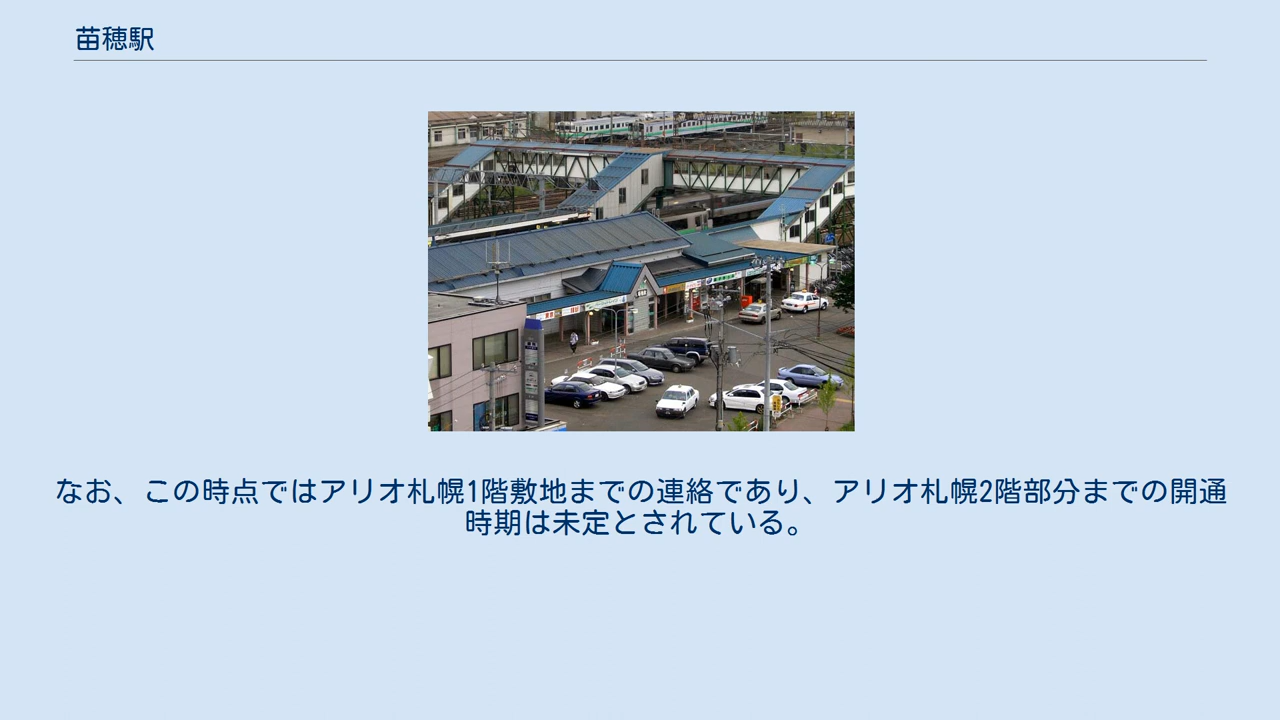 苗穂駅
なお、この時点ではアリオ札幌1階敷地までの連絡であり、アリオ札幌2階部分までの開通
時期は未定とされている。